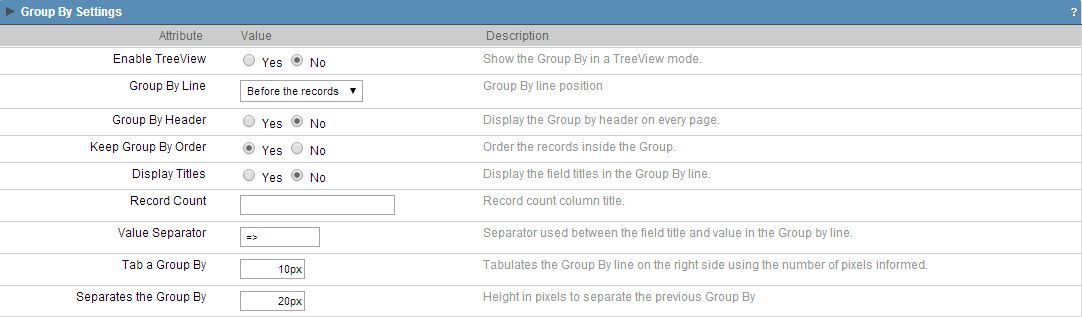 Group By Settings ?
Attribute Value Description
Enable TreeView Yes No Show the Group By in a TreeView mode.
Group By Line Before the records Group By line position
Group By Header Yes No Display the Group by header on every page.
Keep Group By Order Yes No Order the records inside the Group.
Display Titles Yes No Display the field titles in the Group By line.
Record Count Record count column title.
Value Separator => Separator used between the field title and value in the Group by line.
Tab a Group By 10px Tabulates the Group By line on the right side using the number of pixels informed.
Separates the Group By 20px Height in pixels to separate the previous Group By